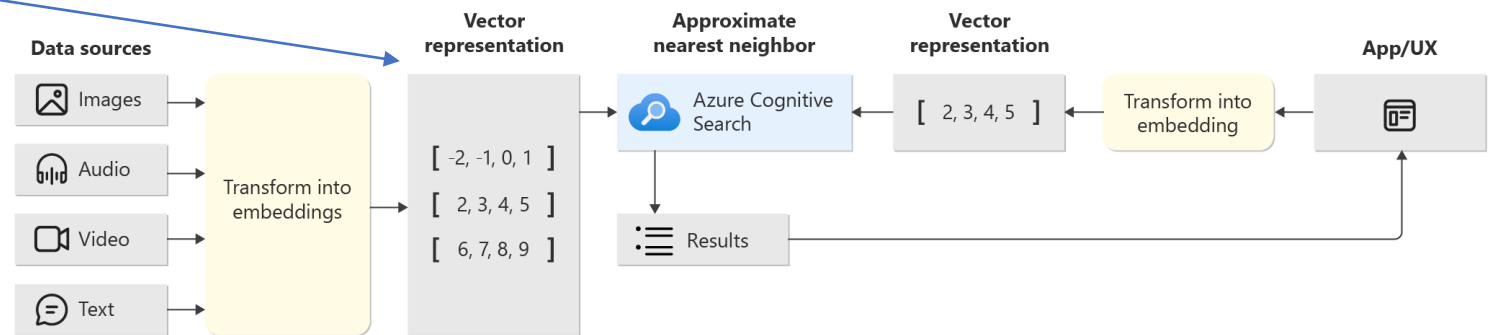 Data sources
Images
Audio
Video
Text
Transform into
embeddings
Vector
representation
[ -2, -1, 0, 1 ]
[ 2, 3, 4, 5 ]
[ 6, 7, 8, 9 ]
Approximate
nearest neighbor
Azure Cognitive
Search
Results
Vector
representation
[ 2, 3, 4, 5 ]
Transform into
embedding
App/UX